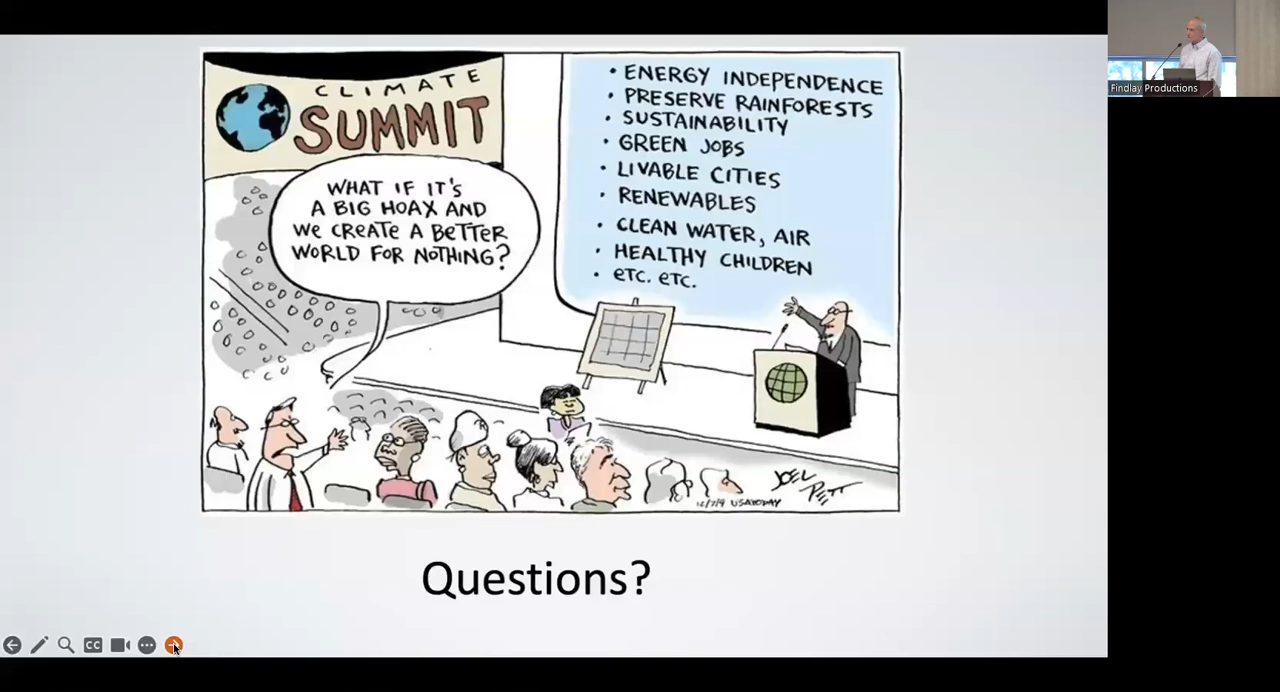 CLIMATE
SUMMIT
WHAT IF IT'S
A BIG HOAX AND
WE CREATE A BETTER
WORLD FOR NOTHING?
• ENERGY INDEPENDENCE
• PRESERVE RAINFORESTS
• SUSTAINABILITY
• GREEN JOBS
• LIVABLE CITIES
• RENEWABLES
• CLEAN WATER, AIR
• HEALTHY CHILDREN
• etc. etc.
JOEL
PETT
USA TODAY
Questions?
CC
Findlay Productions